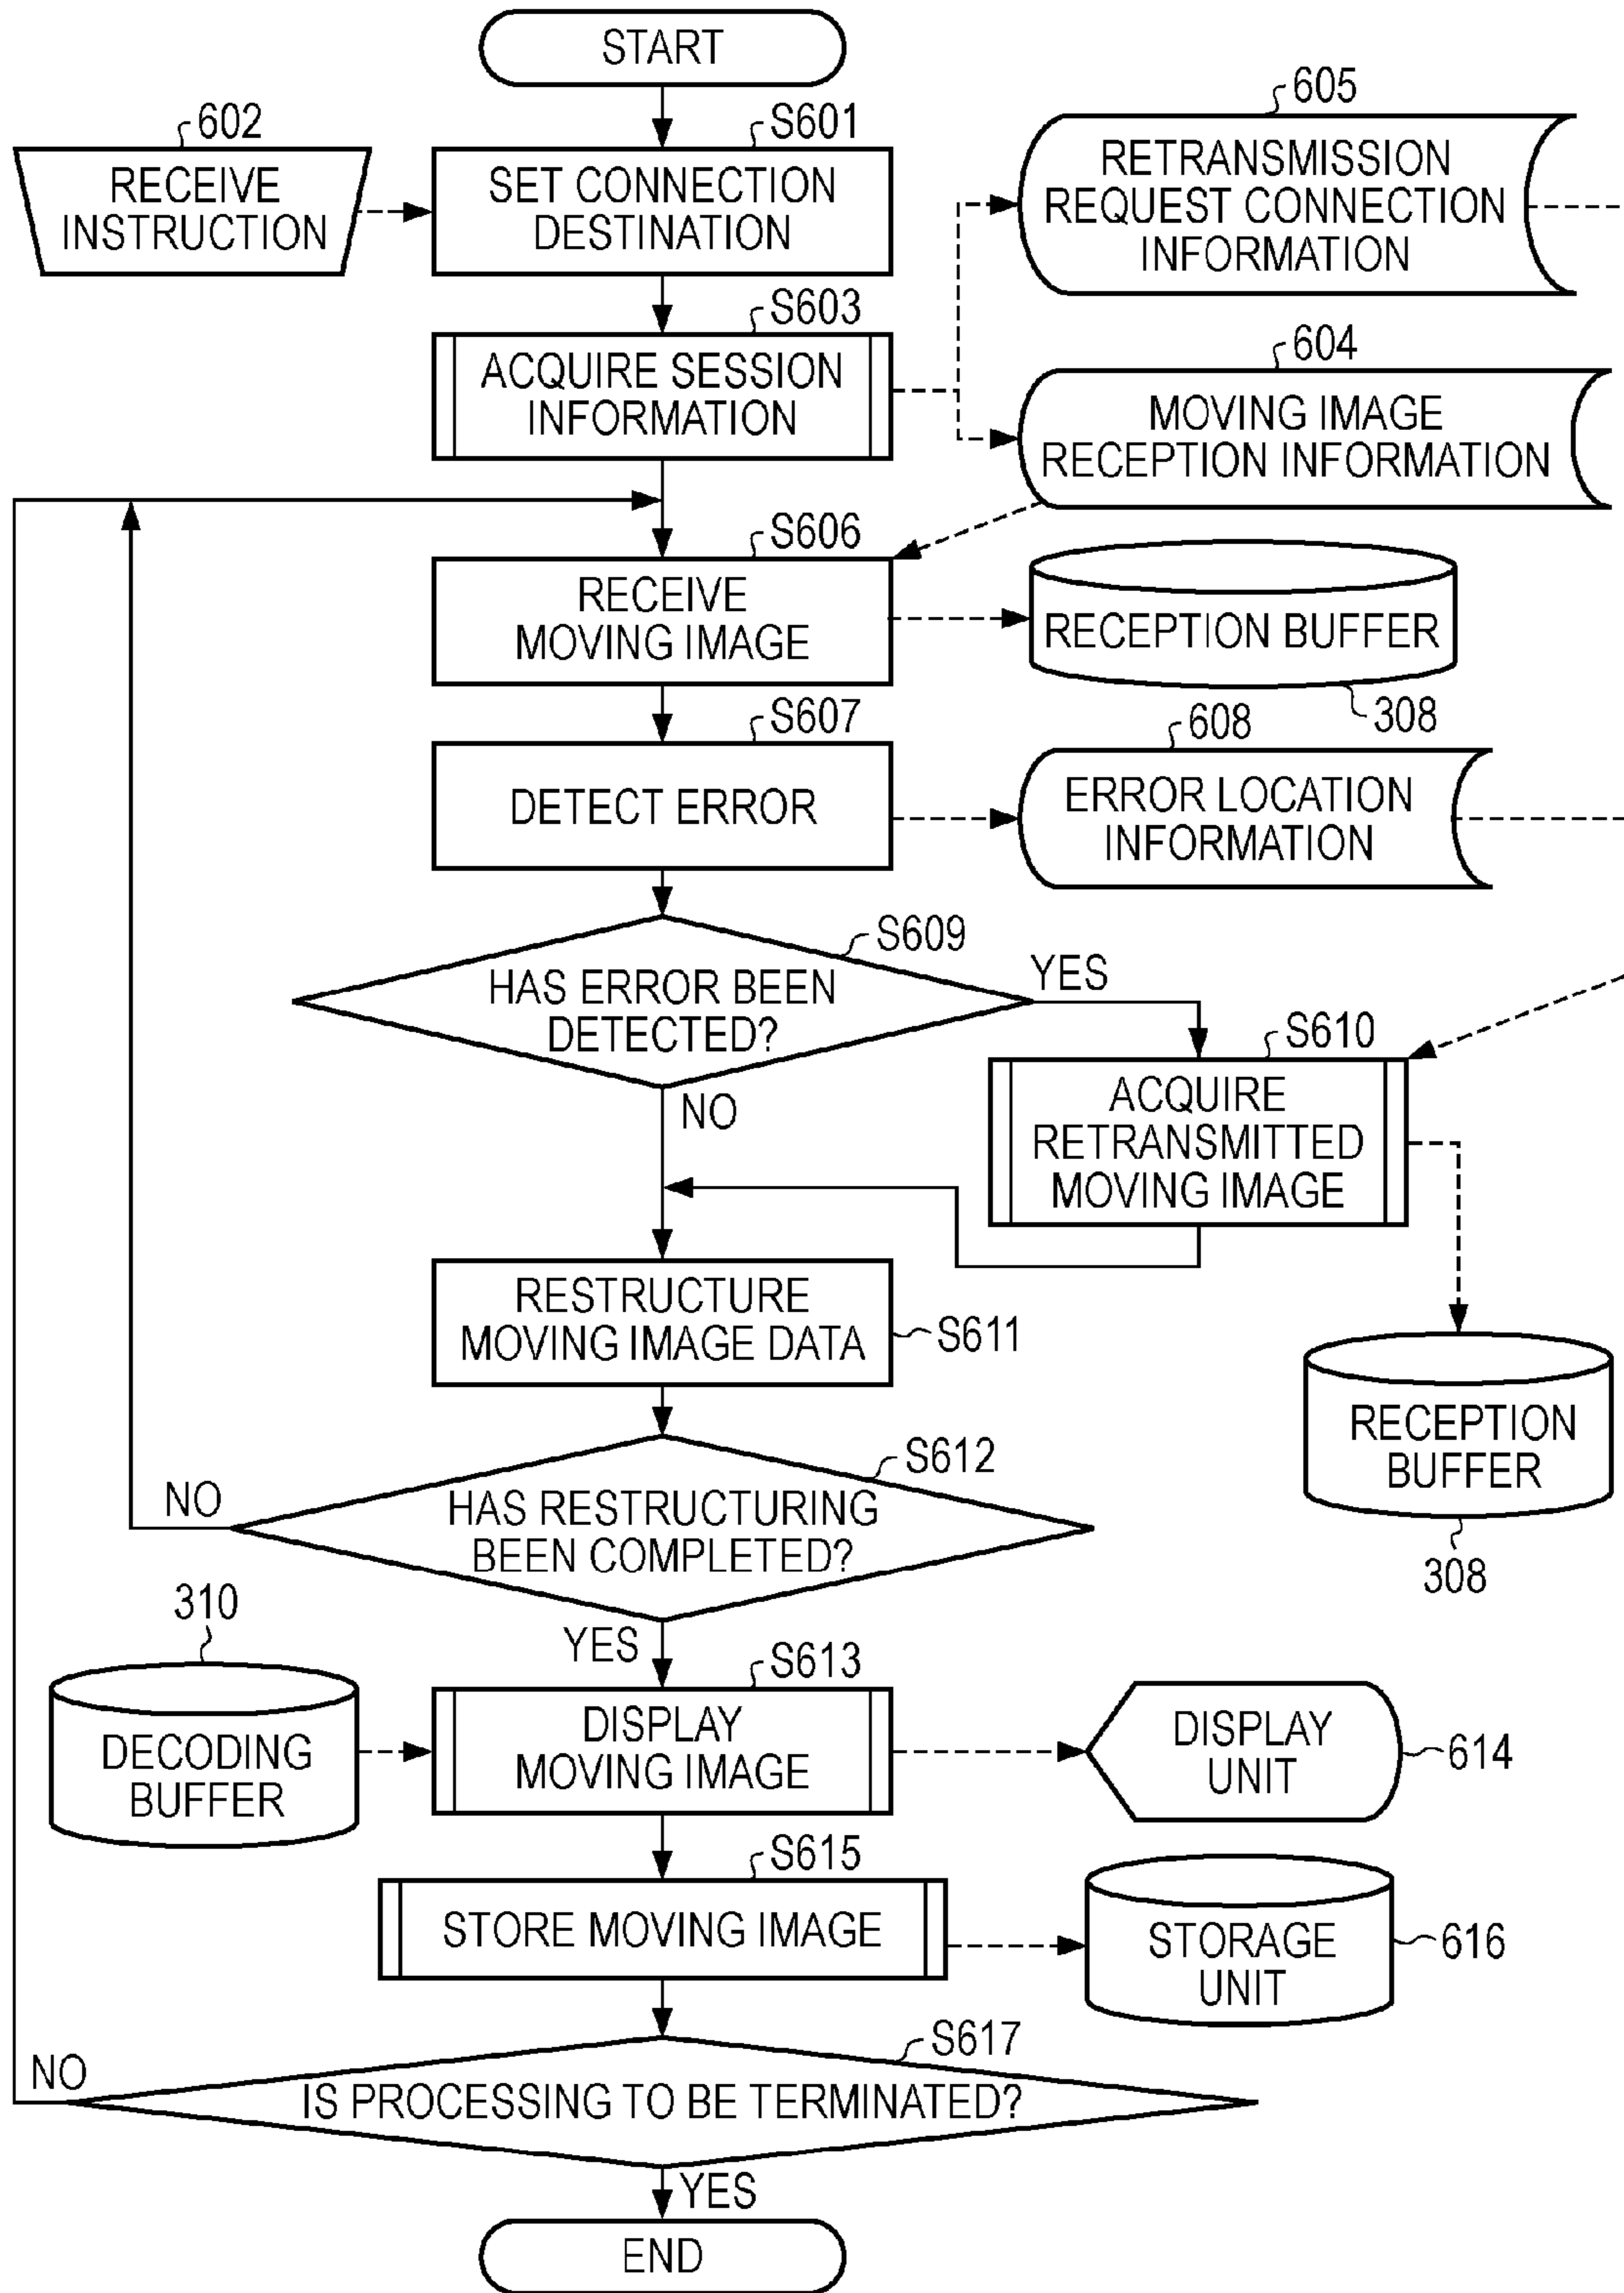 START
602
S601
605
RECEIVE
INSTRUCTION
SET CONNECTION
DESTINATION
RETRANSMISSION
REQUEST CONNECTION
INFORMATION
S603
604
ACQUIRE SESSION
INFORMATION
MOVING IMAGE
RECEPTION INFORMATION
S606
RECEIVE
MOVING IMAGE
RECEPTION BUFFER
308
S607
608
DETECT ERROR
ERROR LOCATION
INFORMATION
S609
HAS ERROR BEEN
DETECTED?
YES
NO
S610
ACQUIRE
RETRANSMITTED
MOVING IMAGE
RESTRUCTURE
MOVING IMAGE DATA
S611
RECEPTION
BUFFER
308
S612
HAS RESTRUCTURING
BEEN COMPLETED?
NO
YES
310
DECODING
BUFFER
S613
DISPLAY
MOVING IMAGE
DISPLAY
UNIT
614
S615
STORE MOVING IMAGE
STORAGE
UNIT
616
S617
NO
IS PROCESSING TO BE TERMINATED?
YES
END